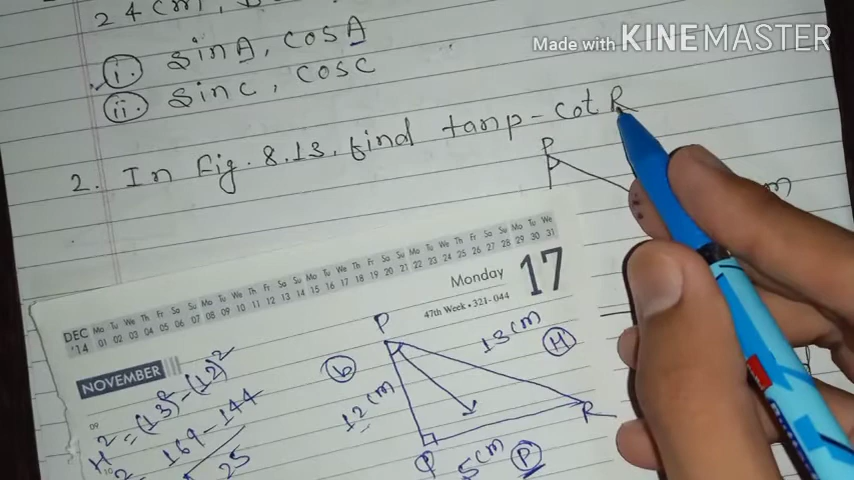 24 cm,
Made with KINEMASTER
i. sinA, cosA
ii. sinC, cosC
2. In Fig. 8.13, find tanp - cot R
P
m
DEC '14
Mo Tu We Th Fr Sa Su Mo Tu We Th Fr Sa Su Mo Tu We Th Fr Sa Su Mo Tu We Th Fr Sa Su Mo Tu We
01 02 03 04 05 06 07 08 09 10 11 12 13 14 15 16 17 18 19 20 21 22 23 24 25 26 27 28 29 30 31
Monday 17
47th Week • 321-044
NOVEMBER
P
13 cm
H
b
12 cm
R
Q
5 cm
P
09
H² = (13)² - (12)²
10
169 - 144
25